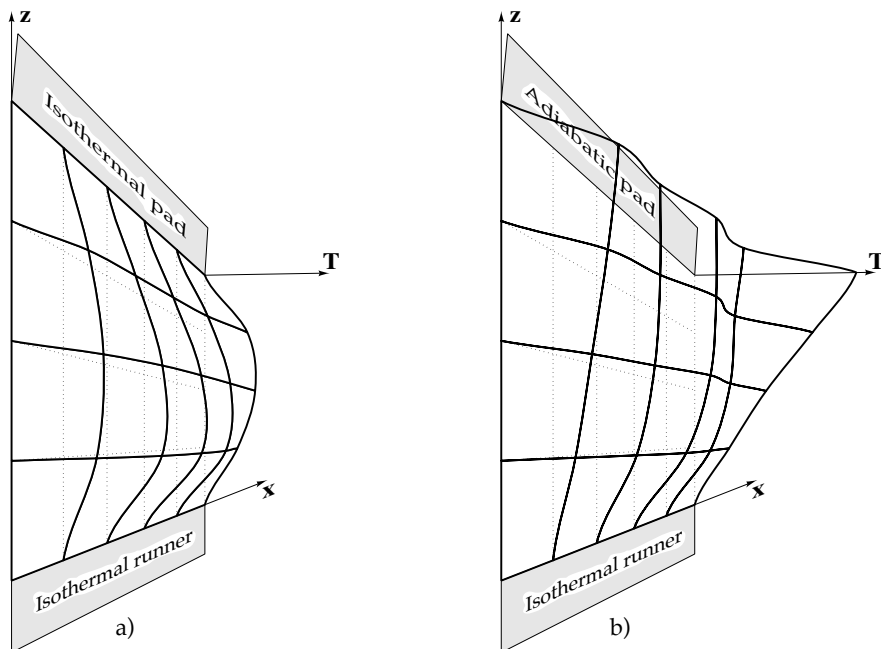 z
Isothermal pad
T
x
Isothermal runner
a)
z
Adiabatic pad
T
x
Isothermal runner
b)